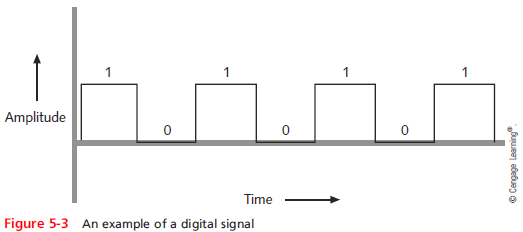 1 1 1 1
Amplitude
0 0 0
Time
© Cengage Learning®.
Figure 5-3 An example of a digital signal